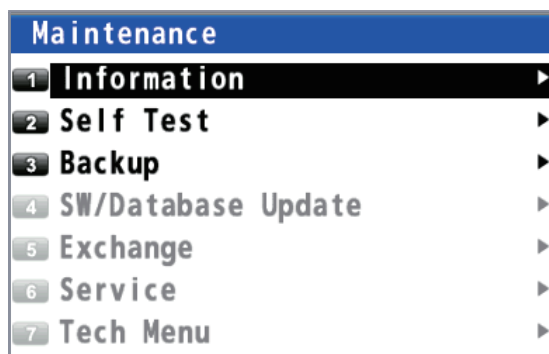 Maintenance
1 Information
2 Self Test
3 Backup
4 SW/Database Update
5 Exchange
6 Service
7 Tech Menu